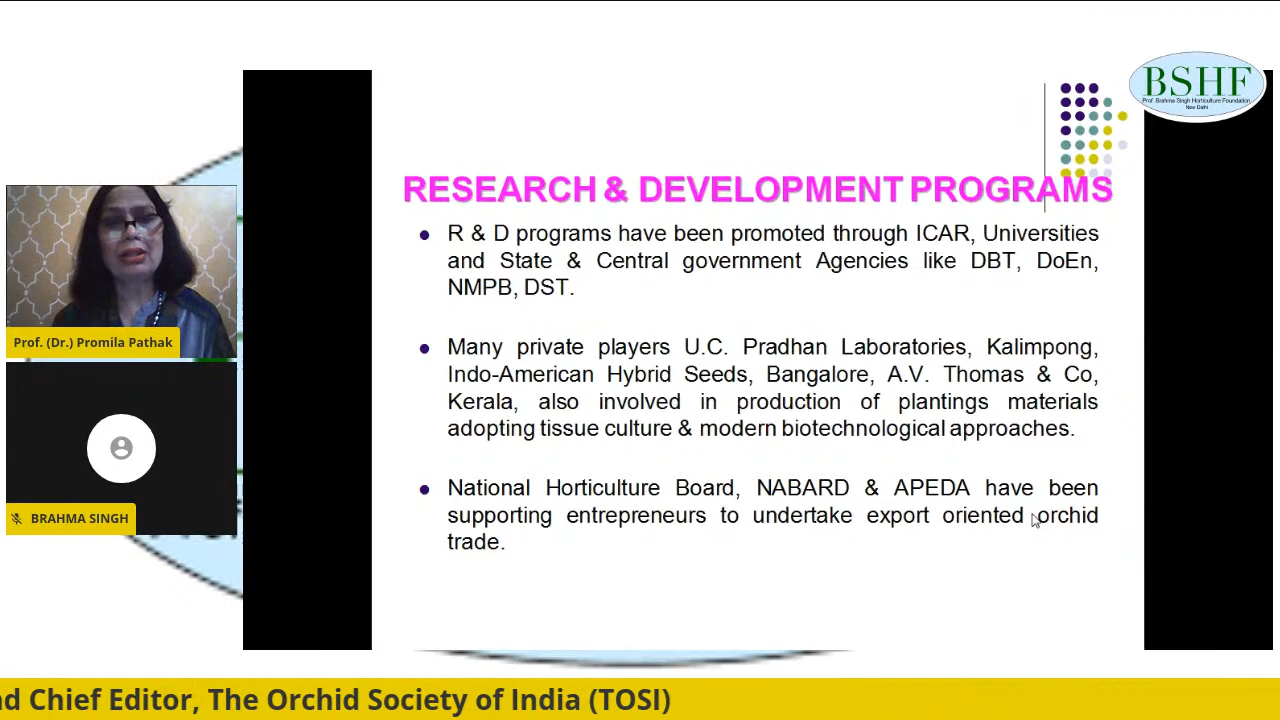 BSHF
Prof. Brahma Singh Horticulture Foundation
New Delhi
RESEARCH & DEVELOPMENT PROGRAMS
R & D programs have been promoted through ICAR, Universities
and State & Central government Agencies like DBT, DoEn,
NMPB, DST.
Many private players U.C. Pradhan Laboratories, Kalimpong,
Indo-American Hybrid Seeds, Bangalore, A.V. Thomas & Co,
Kerala, also involved in production of plantings materials
adopting tissue culture & modern biotechnological approaches.
National Horticulture Board, NABARD & APEDA have been
supporting entrepreneurs to undertake export oriented orchid
trade.
Prof. (Dr.) Promila Pathak
BRAHMA SINGH
Chief Editor, The Orchid Society of India (TOSI)